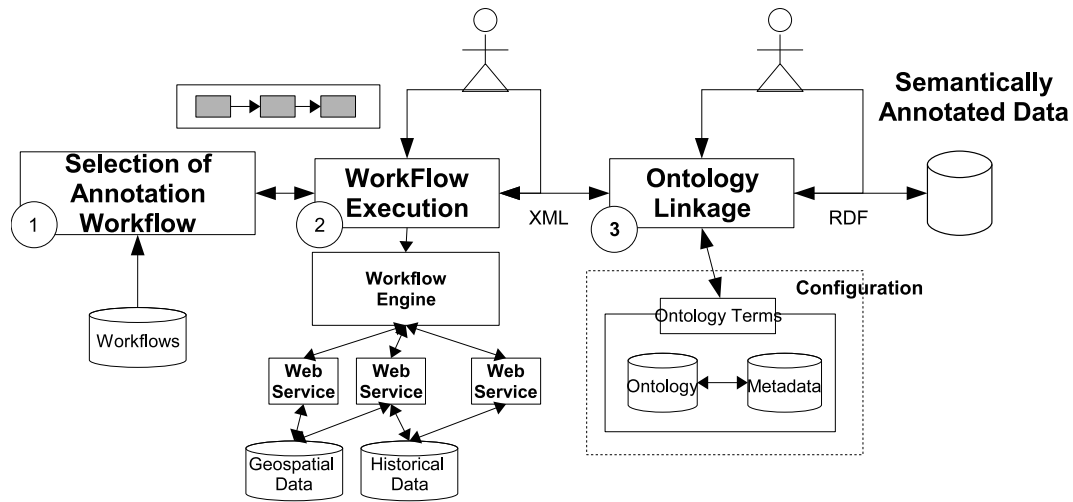 Semantically
Annotated Data
Selection of
Annotation
Workflow
1
WorkFlow
Execution
2
XML
Ontology
Linkage
3
RDF
Workflows
Workflow
Engine
Configuration
Ontology Terms
Ontology
Metadata
Web
Service
Web
Service
Web
Service
Geospatial
Data
Historical
Data